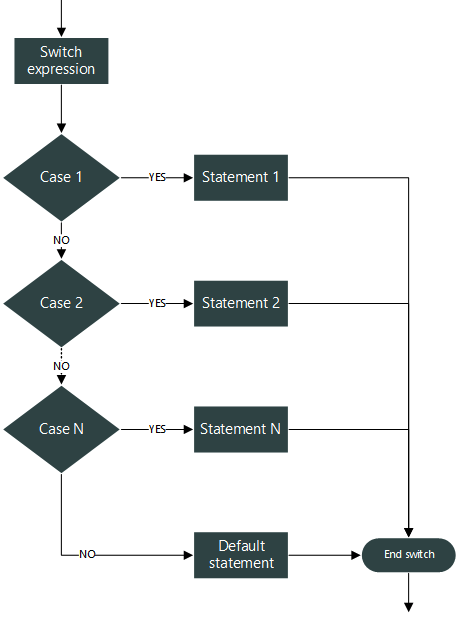 Switch
expression
Case 1
YES
Statement 1
NO
Case 2
YES
Statement 2
NO
Case N
YES
Statement N
NO
Default
statement
End switch